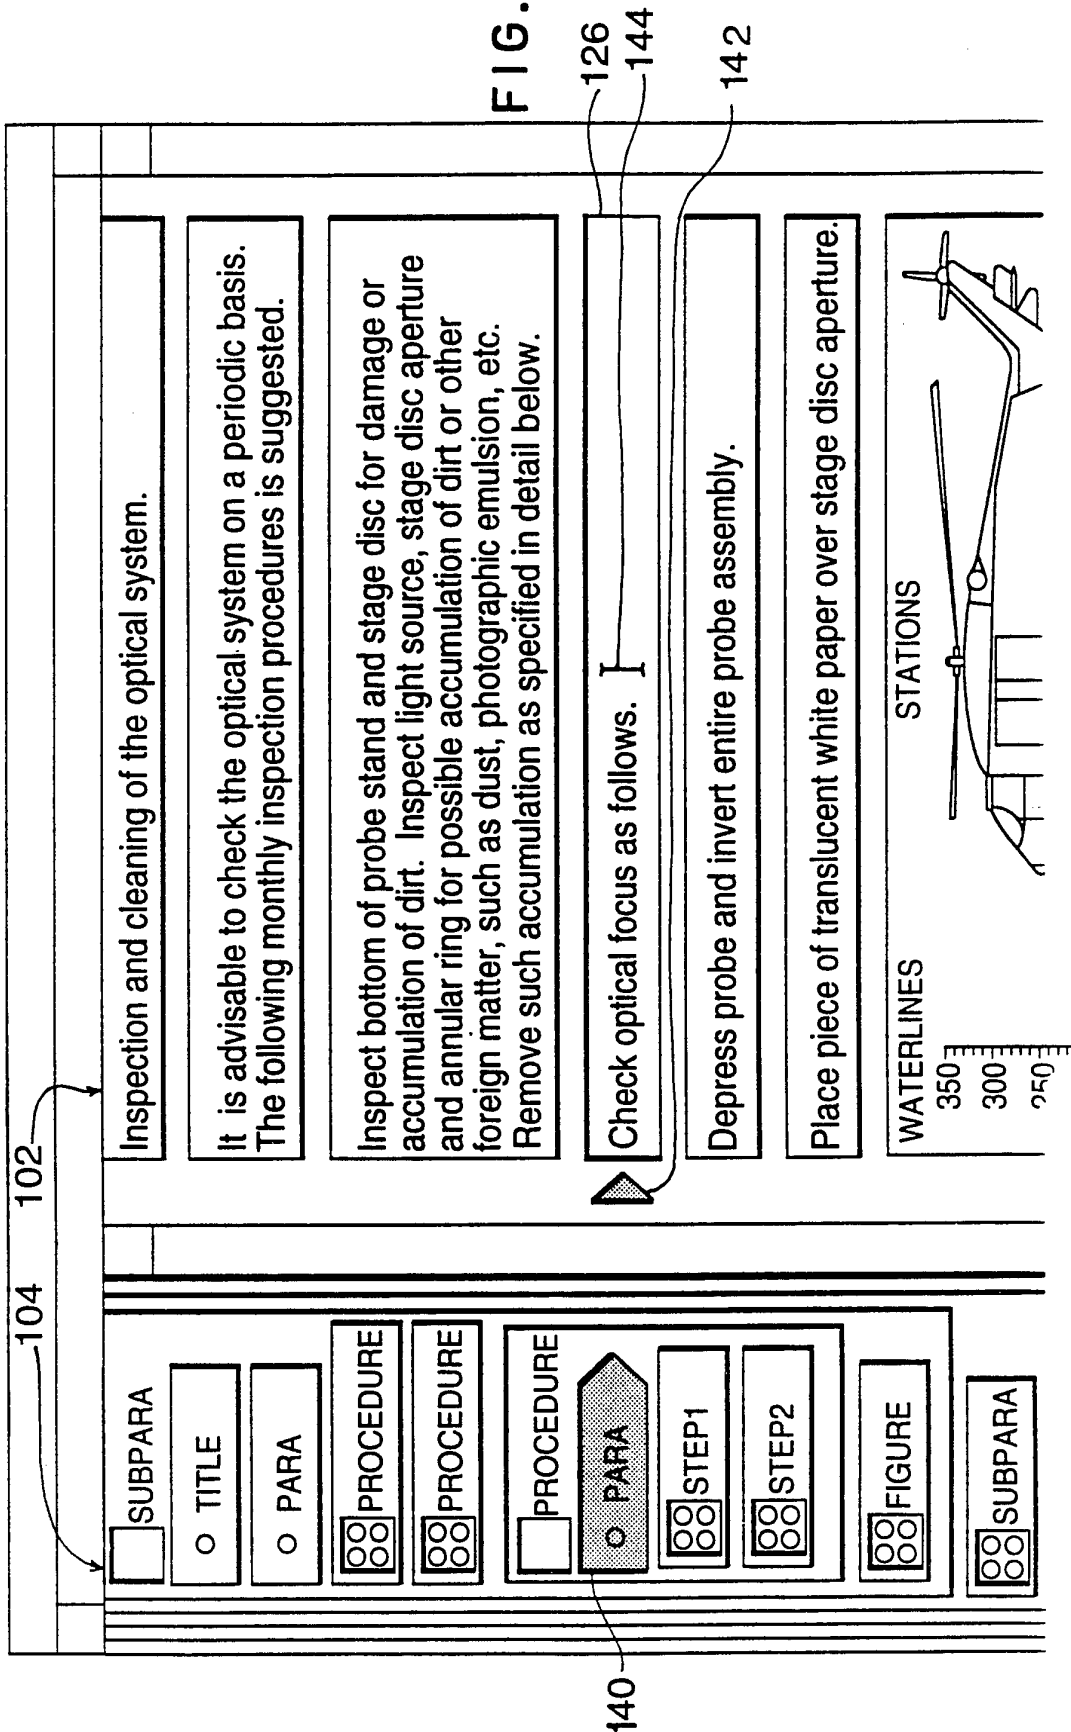 104
102
SUBPARA
TITLE
PARA
PROCEDURE
PROCEDURE
PROCEDURE
PARA
STEP1
STEP2
FIGURE
SUBPARA
140
Inspection and cleaning of the optical system.
It is advisable to check the optical system on a periodic basis.
The following monthly inspection procedures is suggested.
Inspect bottom of probe stand and stage disc for damage or
accumulation of dirt. Inspect light source, stage disc aperture
and annular ring for possible accumulation of dirt or other
foreign matter, such as dust, photographic emulsion, etc.
Remove such accumulation as specified in detail below.
Check optical focus as follows.
Depress probe and invert entire probe assembly.
Place piece of translucent white paper over stage disc aperture.
WATERLINES
STATIONS
350
300
250
FIG.
126
144
142